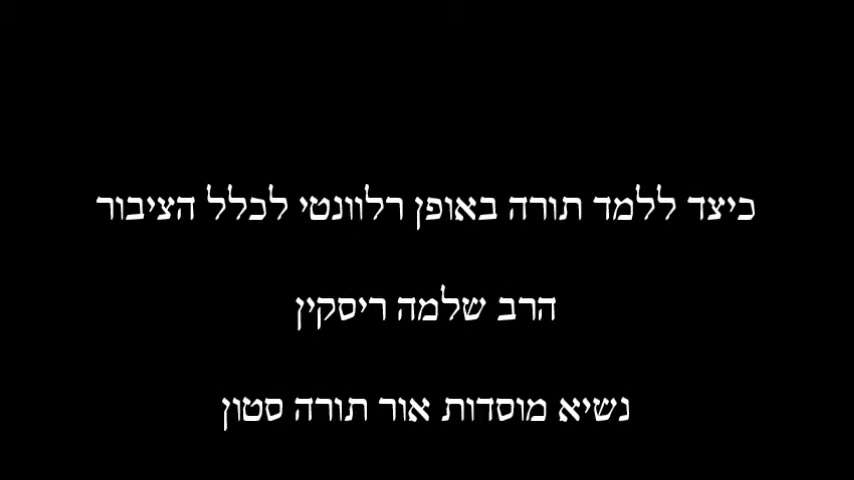 כיצד ללמד תורה באופן רלוונטי לכלל הציבור
הרב שלמה ריסקין
נשיא מוסדות אור תורה סטון